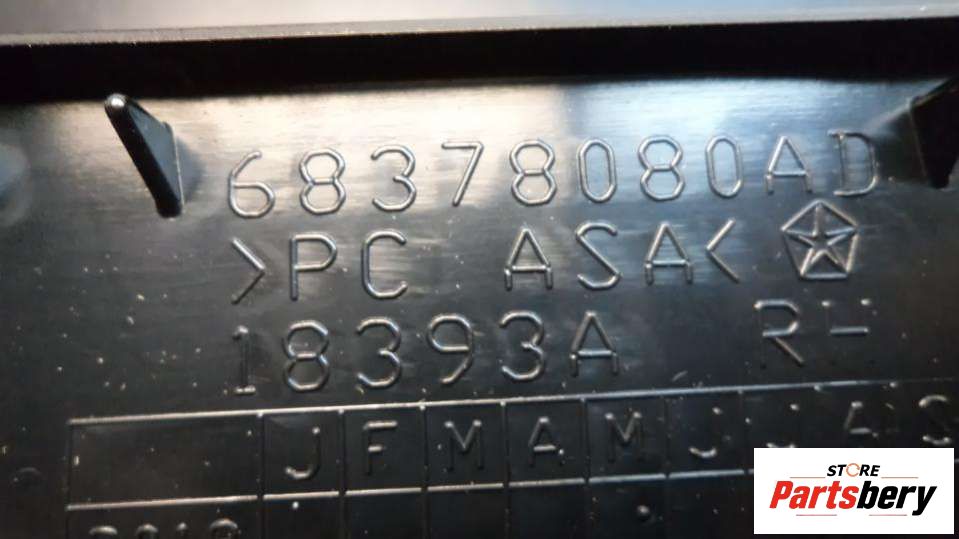 68378080AD
>PC ASA<
18393A RH
J F M A M J J A S
STORE
Partsbery